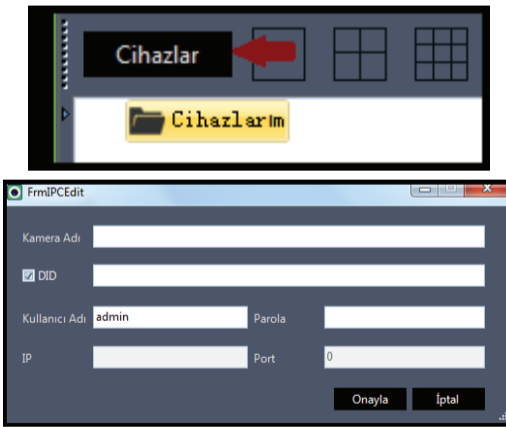 Cihazlar
Cihazlarım
FrmIPCEdit
Kamera Adı
DID
Kullanıcı Adı admin Parola
IP Port 0
Onayla İptal